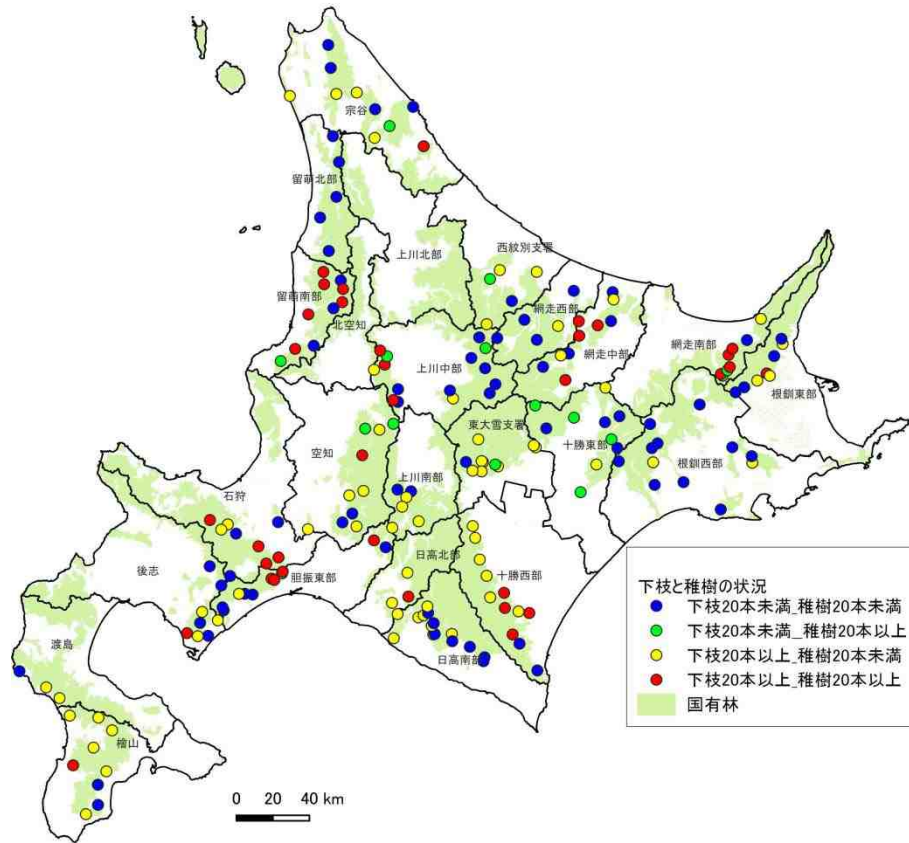 宗谷
留萌北部
上川北部
西紋別支署
留萌南部
北空知
網走西部
網走中部
網走南部
上川中部
根釧東部
東大雪支署
十勝東部
空知
上川南部
根釧西部
石狩
日高北部
後志
胆振東部
十勝西部
渡島
日高南部
檜山
0 20 40 km
下枝と稚樹の状況
下枝20本未満_稚樹20本未満
下枝20本未満_稚樹20本以上
下枝20本以上_稚樹20本未満
下枝20本以上_稚樹20本以上
国有林